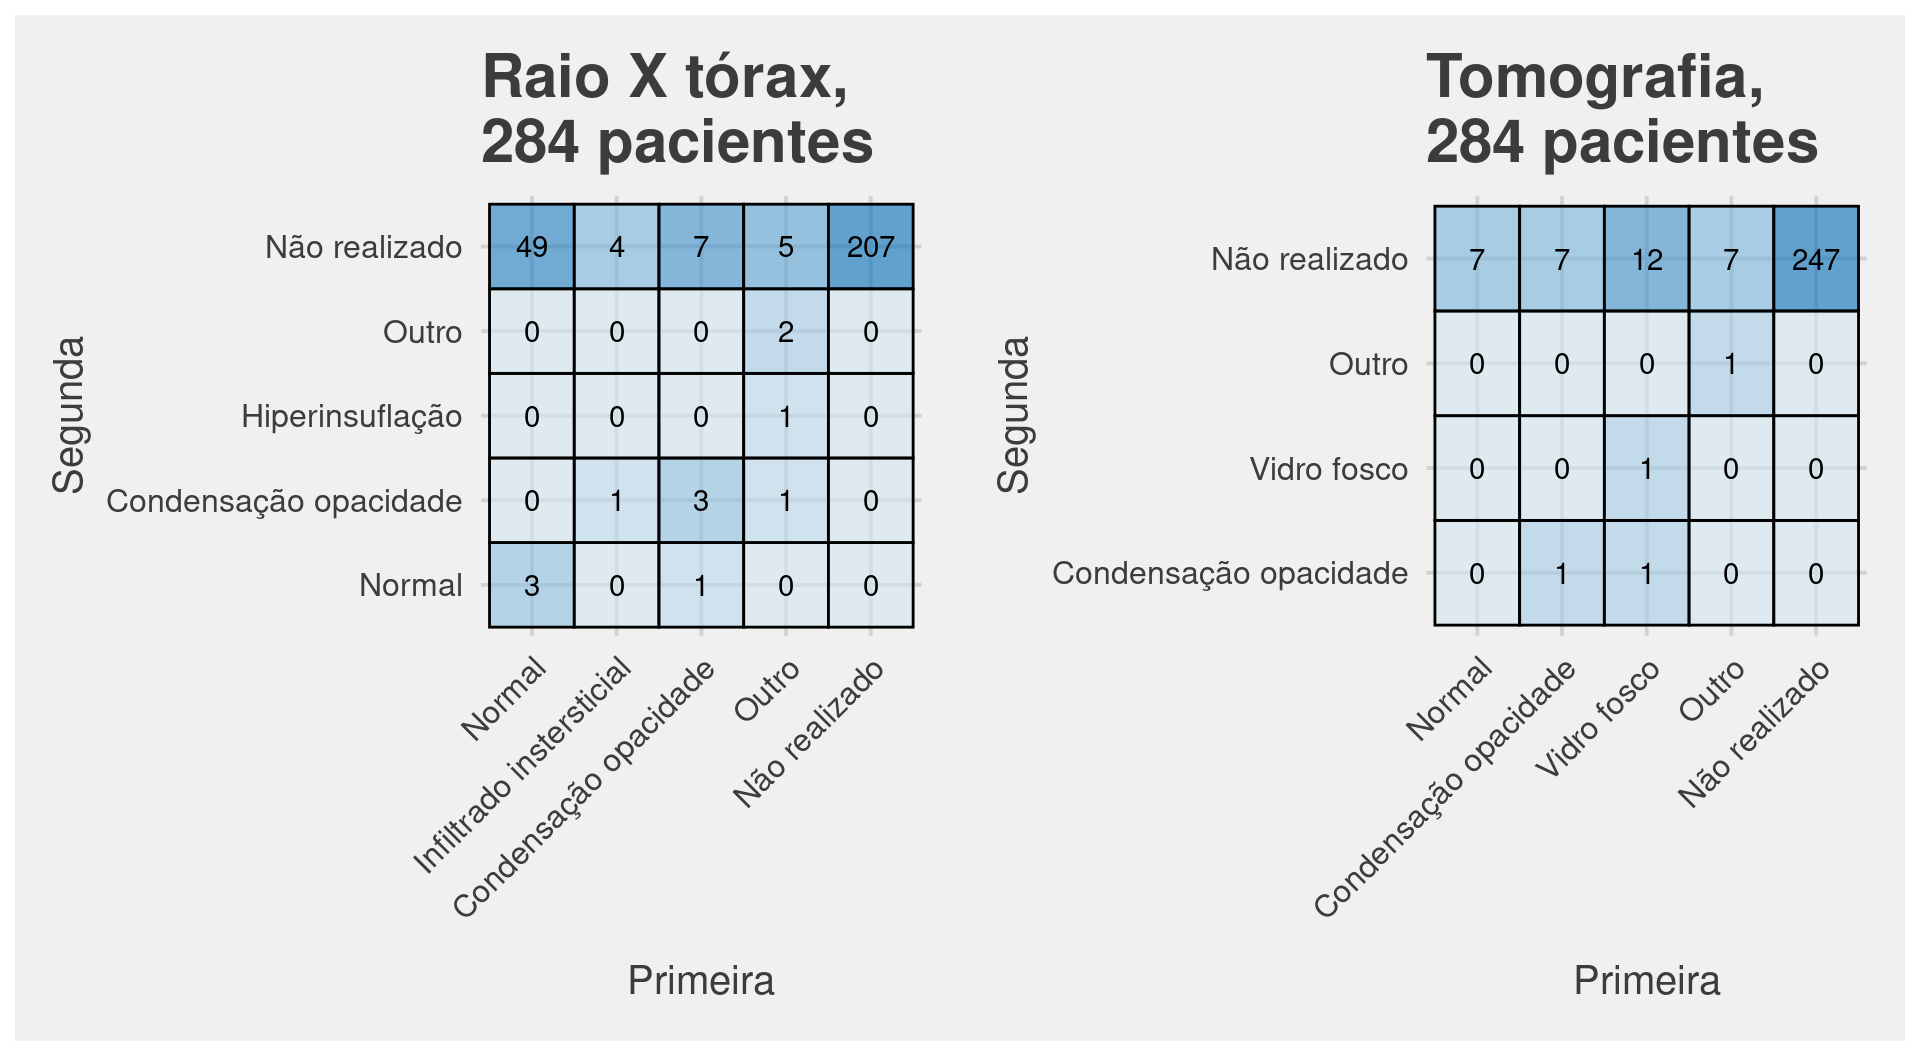 Raio X tórax,
284 pacientes
Segunda
Não realizado 49 4 7 5 207
Outro 0 0 0 2 0
Hiperinsuflação 0 0 0 1 0
Condensação opacidade 0 1 3 1 0
Normal 3 0 1 0 0
Normal
Infiltrado instersticial
Condensação opacidade
Outro
Não realizado
Primeira
Tomografia,
284 pacientes
Segunda
Não realizado 7 7 12 7 247
Outro 0 0 0 1 0
Vidro fosco 0 0 1 0 0
Condensação opacidade 0 1 1 0 0
Normal
Condensação opacidade
Vidro fosco
Outro
Não realizado
Primeira